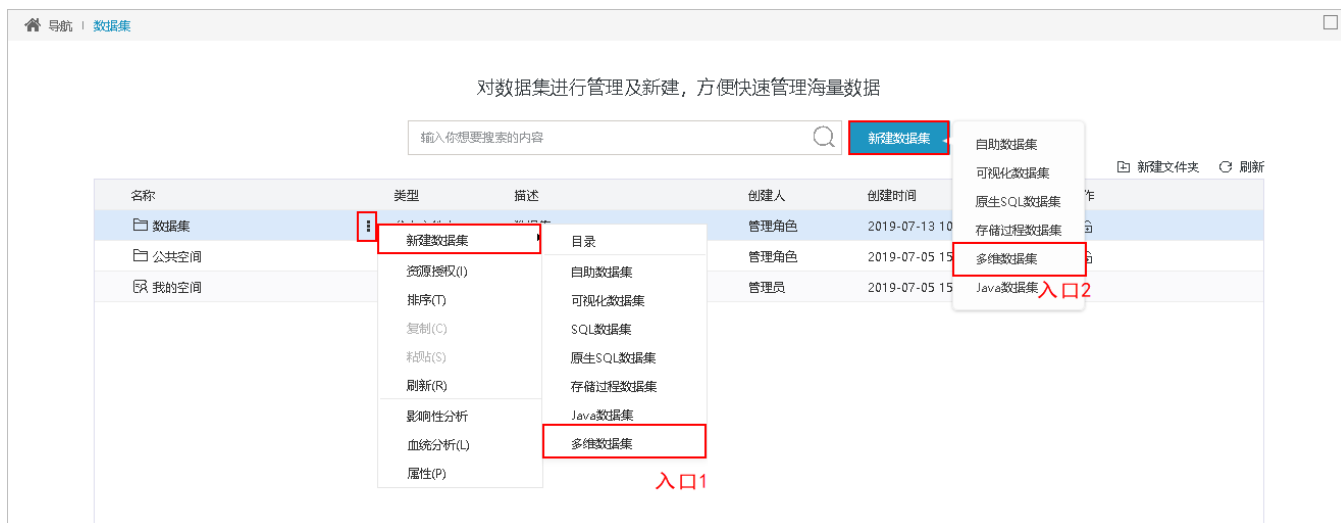 导航 | 数据集
对数据集进行管理及新建，方便快速管理海量数据
输入你想要搜索的内容
新建数据集
自助数据集
可视化数据集
原生SQL数据集
存储过程数据集
多维数据集
Java数据集
入口2
新建文件夹 刷新
名称 类型 描述 创建人 创建时间
数据集 管理角色 2019-07-13 10
公共空间 管理角色 2019-07-05 15
我的空间 管理员 2019-07-05 15
新建数据集
资源授权(I)
排序(T)
复制(C)
粘贴(S)
刷新(R)
影响性分析
血统分析(L)
属性(P)
目录
自助数据集
可视化数据集
SQL数据集
原生SQL数据集
存储过程数据集
Java数据集
多维数据集
入口1